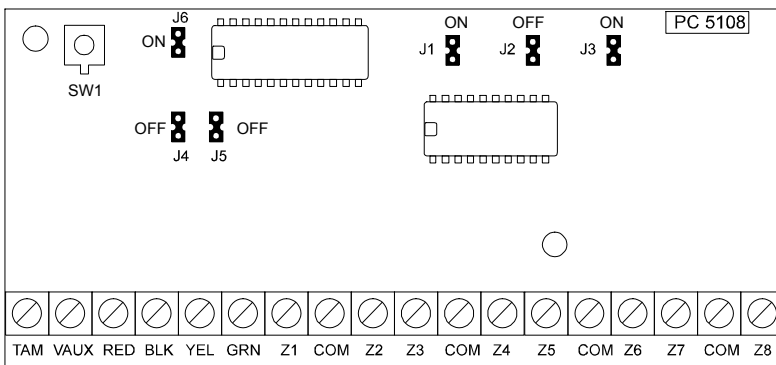 J6
ON
SW1
OFF
J4
J5
OFF
ON
J1
OFF
J2
ON
J3
PC 5108
TAM VAUX RED BLK YEL GRN Z1 COM Z2 Z3 COM Z4 Z5 COM Z6 Z7 COM Z8